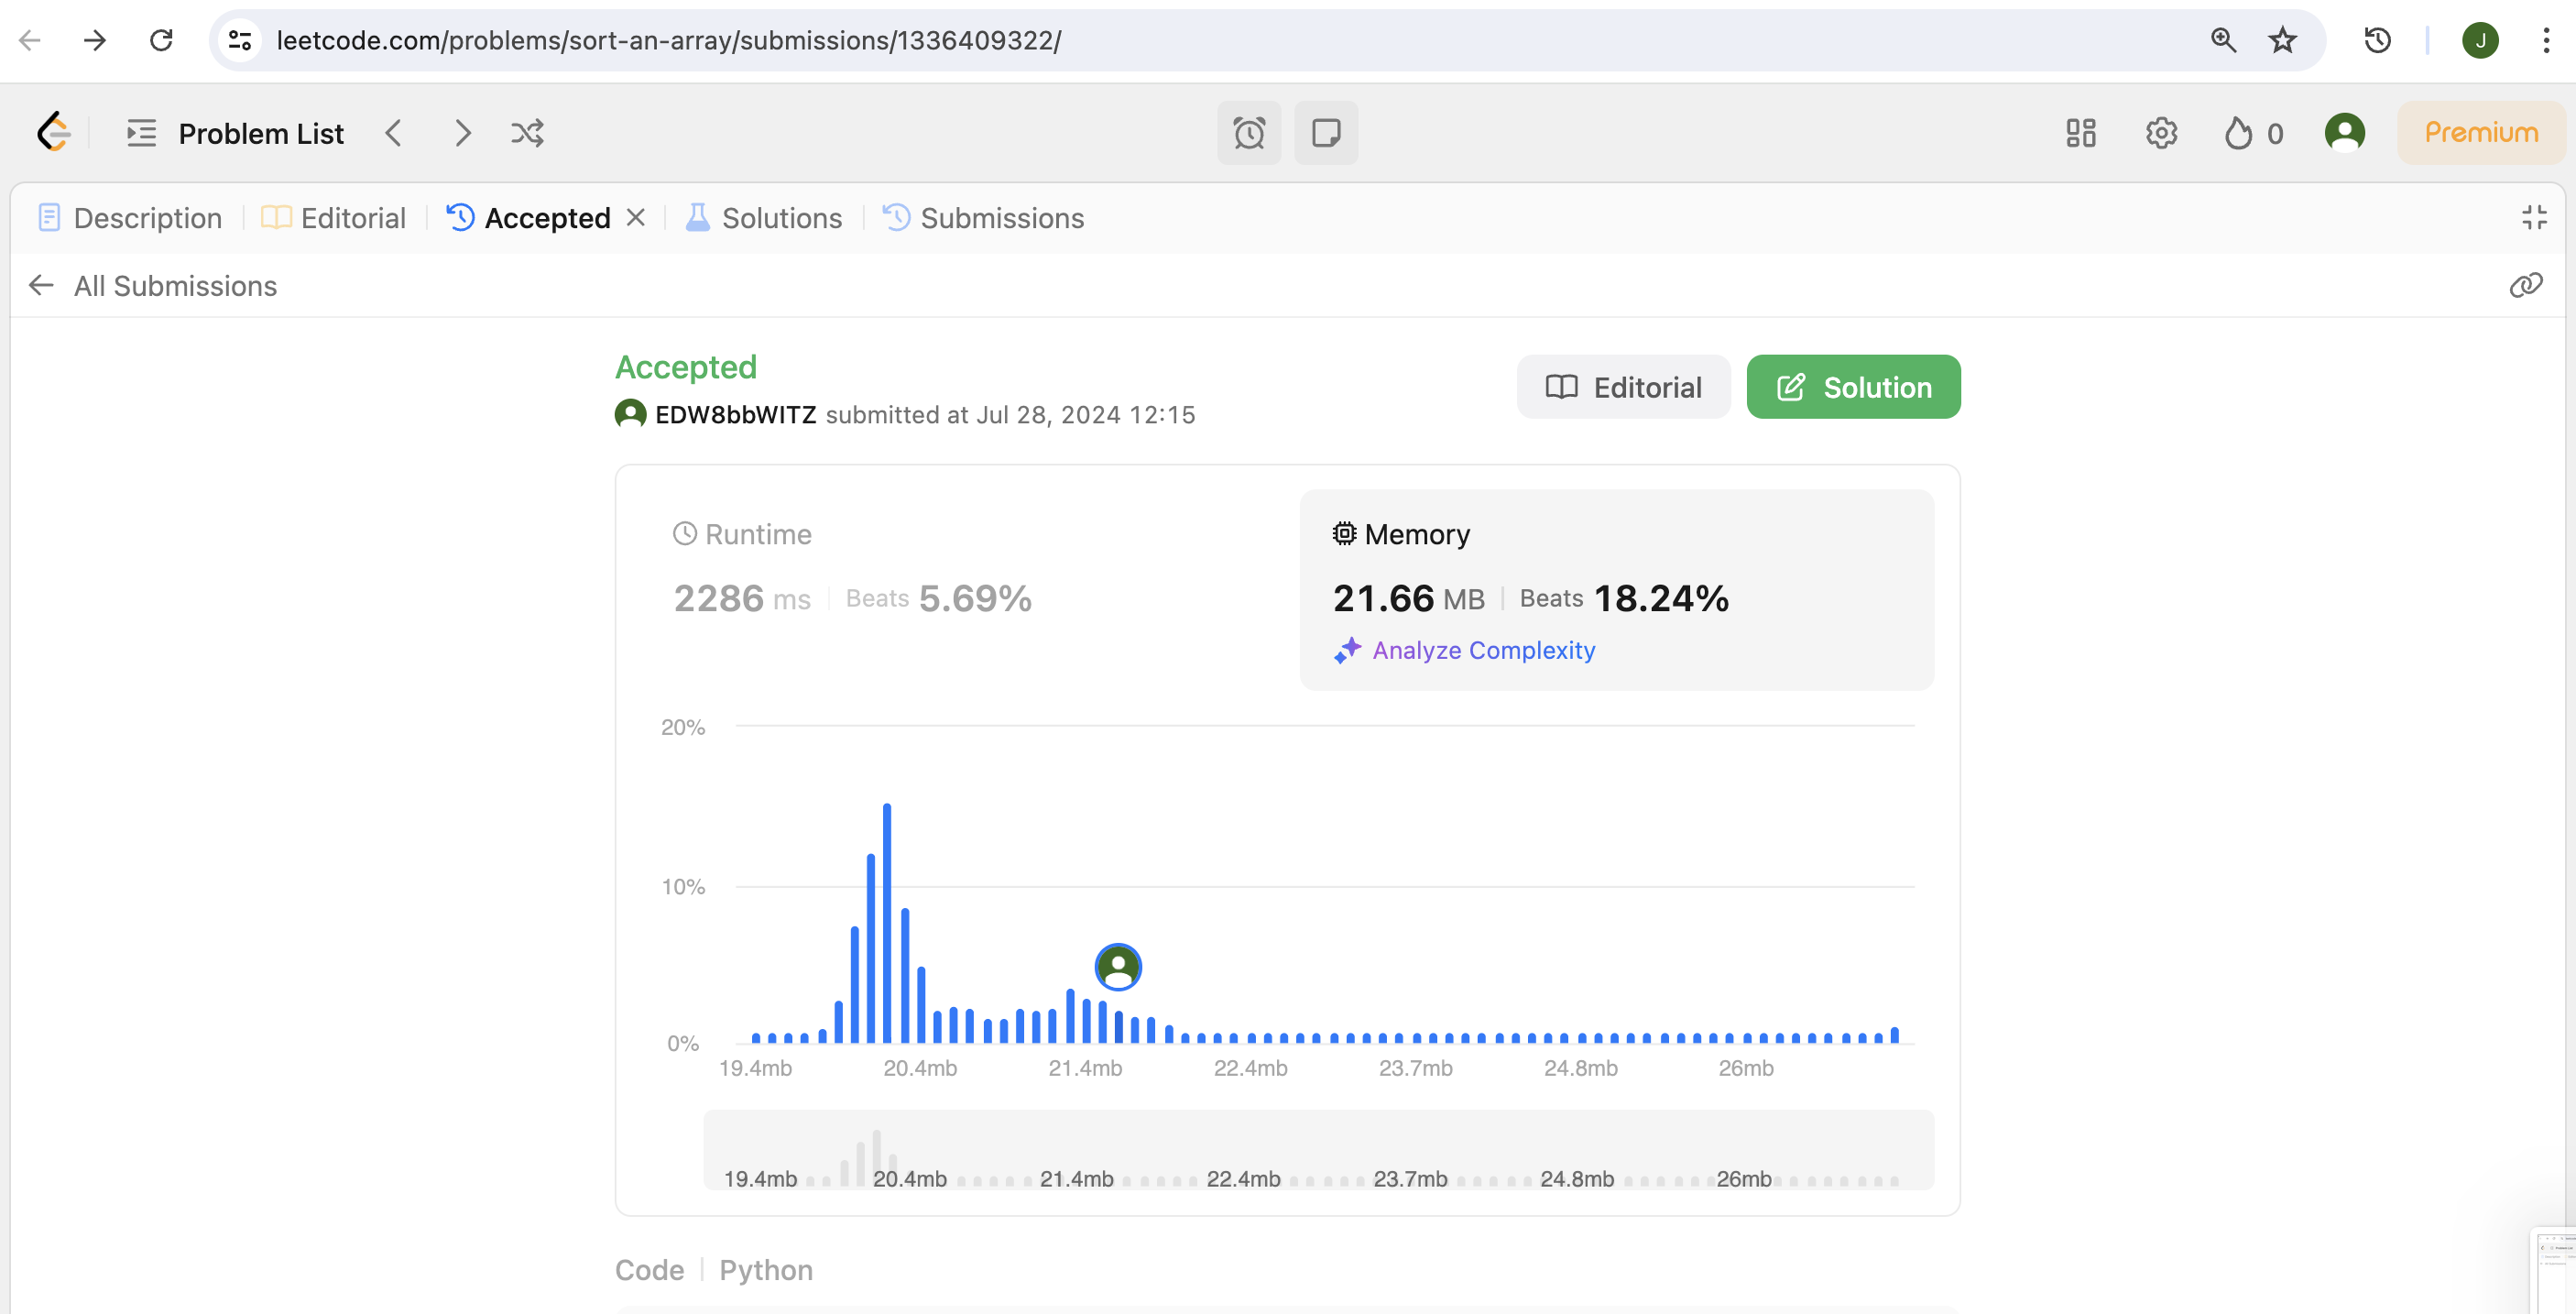 leetcode.com/problems/sort-an-array/submissions/1336409322/
J
Problem List
0
Premium
Description
Editorial
Accepted
Solutions
Submissions
All Submissions
Accepted
EDW8bbWITZ submitted at Jul 28, 2024 12:15
Editorial
Solution
Runtime
2286 ms Beats 5.69%
Memory
21.66 MB Beats 18.24%
Analyze Complexity
20%
10%
0%
19.4mb 20.4mb 21.4mb 22.4mb 23.7mb 24.8mb 26mb
19.4mb 20.4mb 21.4mb 22.4mb 23.7mb 24.8mb 26mb
Code Python